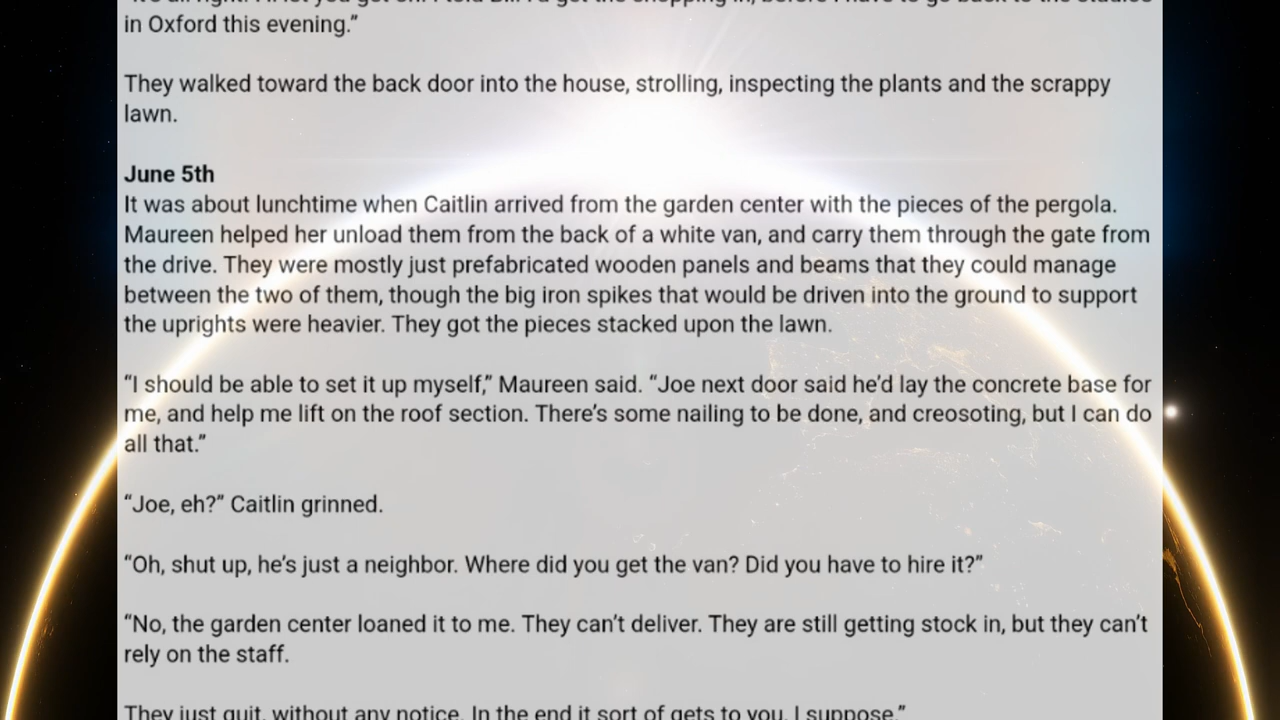 in Oxford this evening.”
They walked toward the back door into the house, strolling, inspecting the plants and the scrappy
lawn.
June 5th
It was about lunchtime when Caitlin arrived from the garden center with the pieces of the pergola.
Maureen helped her unload them from the back of a white van, and carry them through the gate from
the drive. They were mostly just prefabricated wooden panels and beams that they could manage
between the two of them, though the big iron spikes that would be driven into the ground to support
the uprights were heavier. They got the pieces stacked upon the lawn.
“I should be able to set it up myself,” Maureen said. “Joe next door said he’d lay the concrete base for
me, and help me lift on the roof section. There’s some nailing to be done, and creosoting, but I can do
all that.”
“Joe, eh?” Caitlin grinned.
“Oh, shut up, he’s just a neighbor. Where did you get the van? Did you have to hire it?”
“No, the garden center loaned it to me. They can’t deliver. They are still getting stock in, but they can’t
rely on the staff.
They just quit, without any notice. In the end it sort of gets to you, I suppose.”